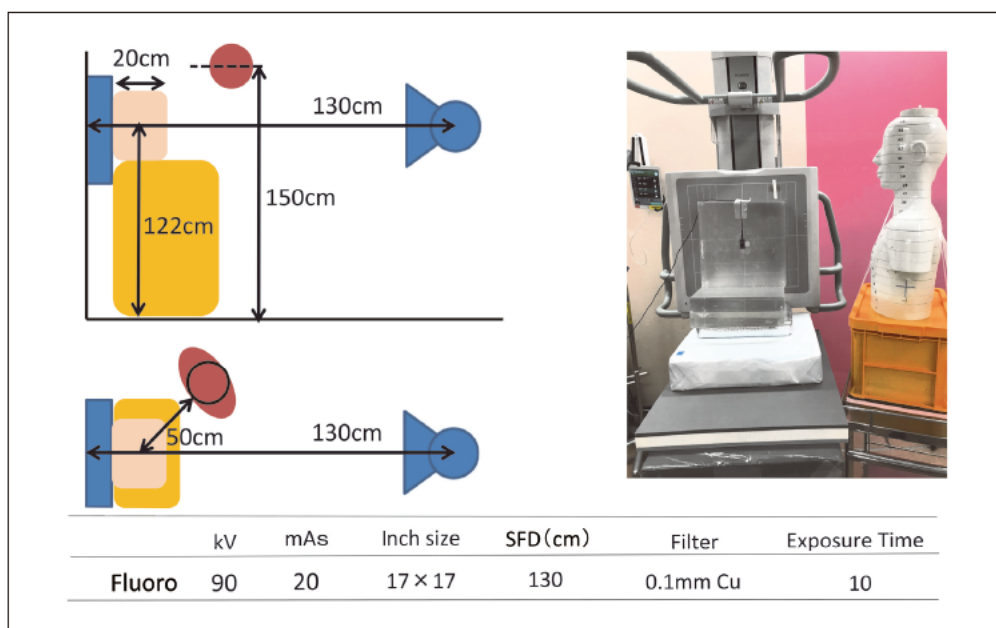 20cm
130cm
150cm
122cm
50cm
130cm
kV mAs Inch size SFD(cm) Filter Exposure Time
Fluoro 90 20 17×17 130 0.1mm Cu 10